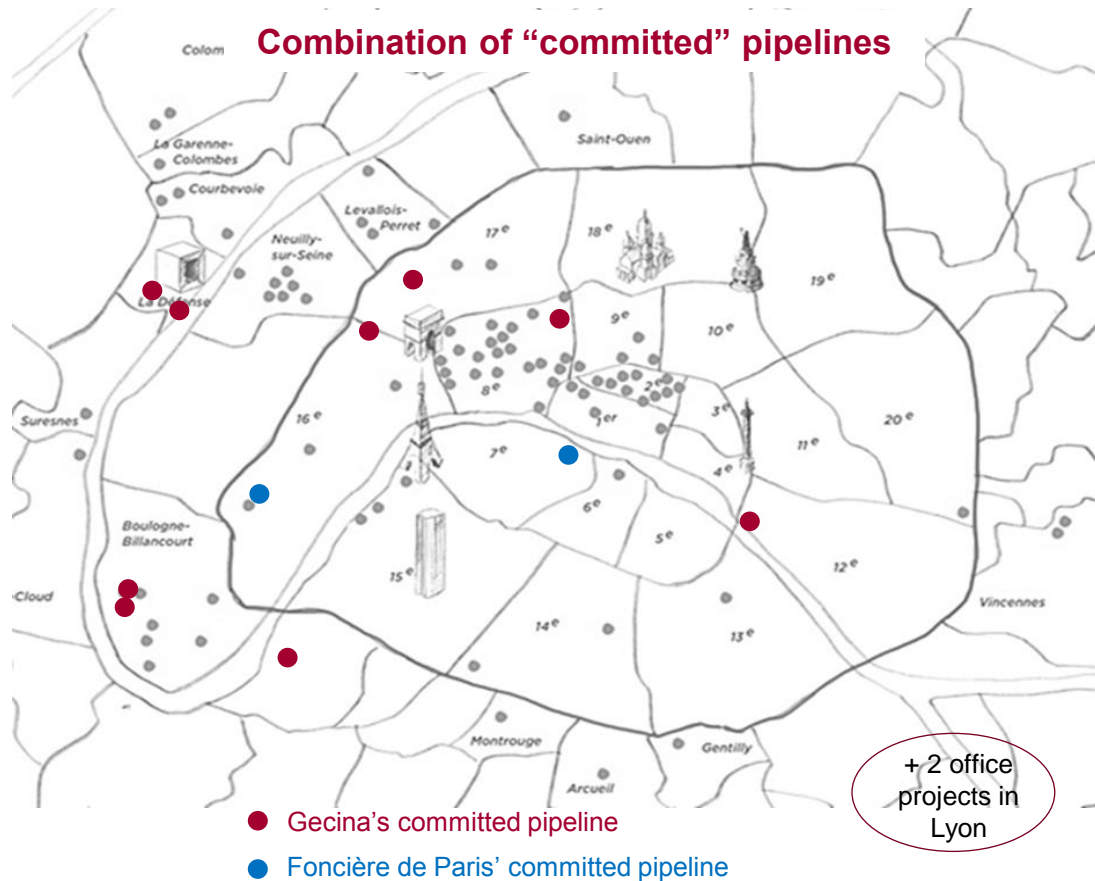 Combination of “committed” pipelines
Colom
Saint-Ouen
La Garenne-
Colombes
Courbevoie
Levallois-
Perret
17e
18e
Neuilly-
sur-Seine
19e
La Défense
9e
10e
8e
2e
3e
1er
16e
Suresnes
20e
11e
7e
4e
6e
Boulogne-
Billancourt
5e
12e
15e
-Cloud
Vincennes
14e
13e
Montrouge
Gentilly
Arcueil
+ 2 office
projects in
Lyon
Gecina’s committed pipeline
Foncière de Paris’ committed pipeline